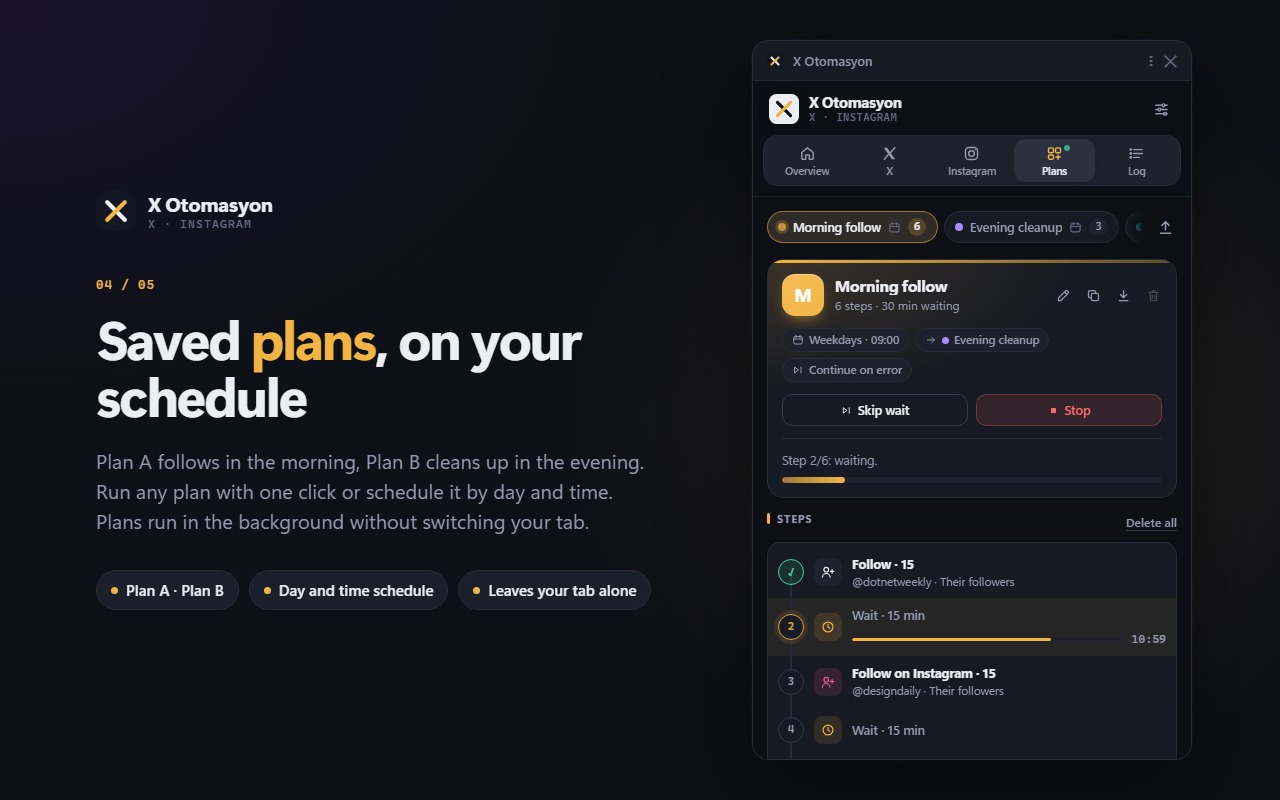 X Otomasyon
X · INSTAGRAM
04 / 05
Saved plans, on your
schedule
Plan A follows in the morning, Plan B cleans up in the evening.
Run any plan with one click or schedule it by day and time.
Plans run in the background without switching your tab.
Plan A · Plan B
Day and time schedule
Leaves your tab alone
X Otomasyon
X Otomasyon
X · INSTAGRAM
Overview
X
Instagram
Plans
Log
Morning follow 6
Evening cleanup 3
M
Morning follow
6 steps · 30 min waiting
Weekdays · 09:00
→ Evening cleanup
Continue on error
Skip wait
Stop
Step 2/6: waiting.
STEPS
Delete all
Follow · 15
@dotnetweekly · Their followers
2
Wait · 15 min
10:59
3
Follow on Instagram · 15
@designdaily · Their followers
4
Wait · 15 min